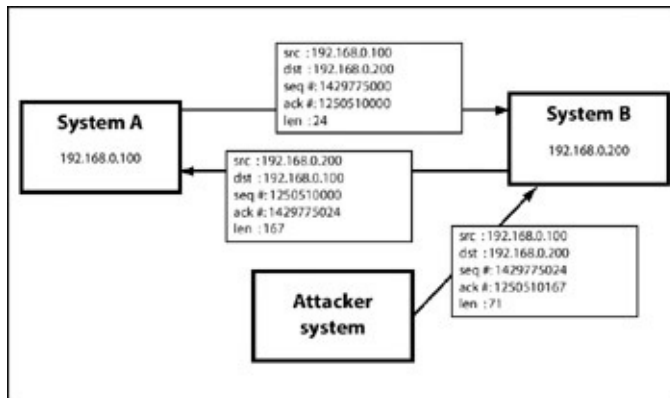 src : 192.168.0.100
dst : 192.168.0.200
seq #: 1429775000
ack #: 1250510000
len : 24
System A
192.168.0.100
System B
192.168.0.200
src : 192.168.0.200
dst : 192.168.0.100
seq #: 1250510000
ack #: 1429775024
len : 167
src : 192.168.0.100
dst : 192.168.0.200
seq #: 1429775024
ack #: 1250510167
len : 71
Attacker
system